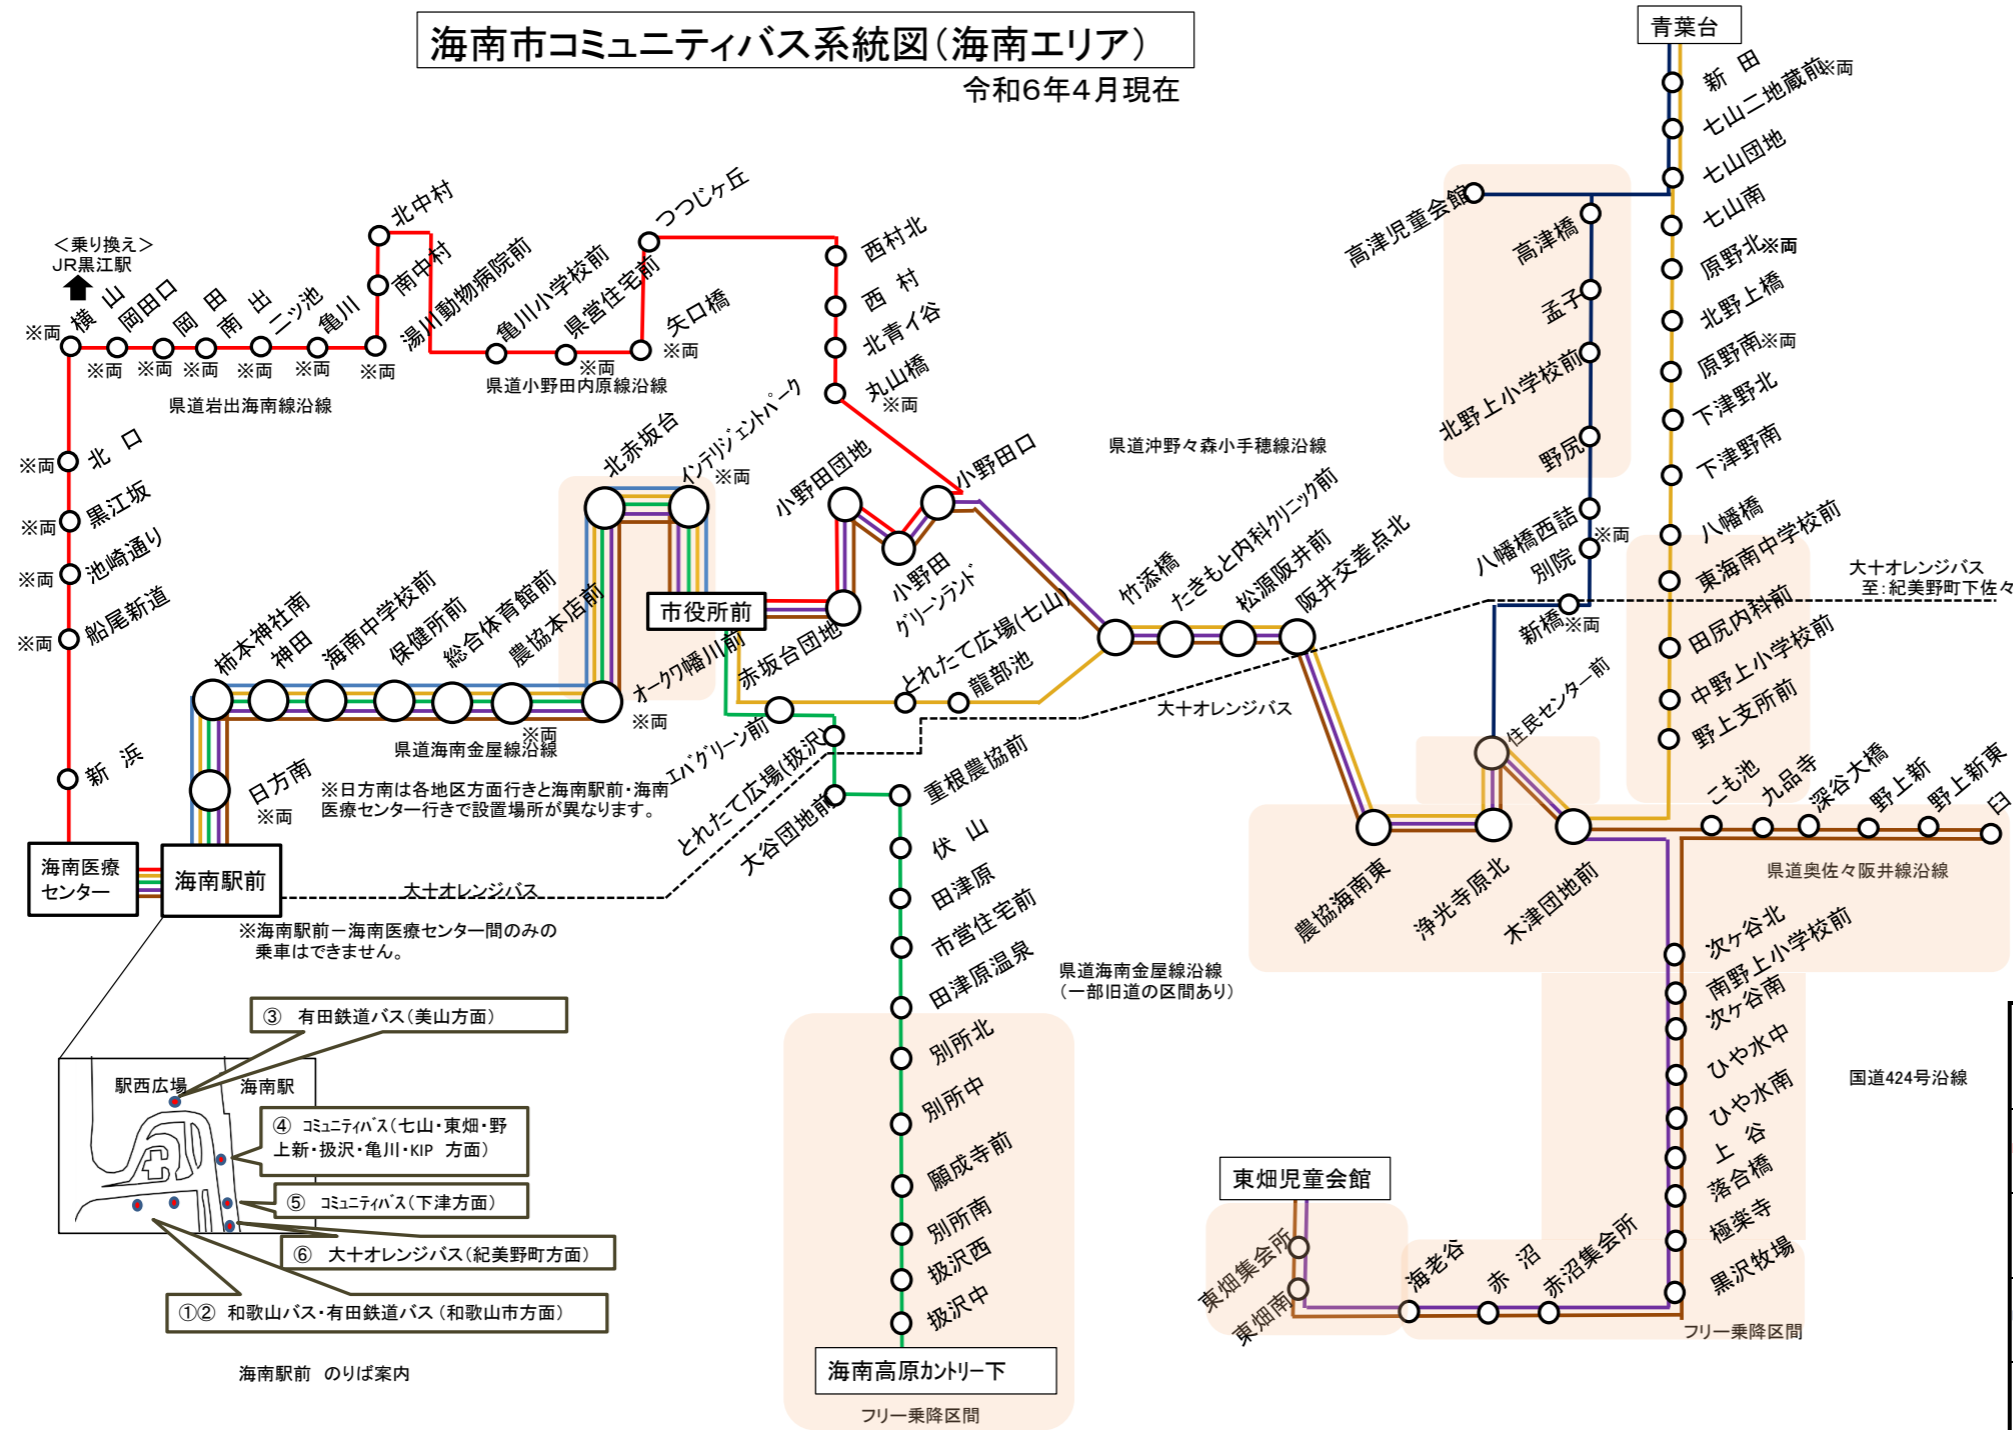 海南市コミュニティバス系統図(海南エリア)
令和6年4月現在
青葉台
新 田
七山二地蔵前
※両
七山団地
七山南
原野北
※両
北野上橋
原野南
※両
下津野北
下津野南
八幡橋
東海南中学校前
田尻内科前
中野上小学校前
野上支所前
高津児童会館
高津橋
孟子
北野上小学校前
野尻
八幡橋西詰
※両
別院
新橋
※両
住民センター前
大十オレンジバス
至:紀美野町下佐々
<乗り換え>
JR黒江駅
横 山
※両
岡田口
※両
岡 田
※両
南 出
※両
二ツ池
※両
亀川
※両
北中村
南中村
湯川動物病院前
※両
亀川小学校前
県営住宅前
※両
つつじヶ丘
矢口橋
※両
西村北
西 村
北青イ谷
丸山橋
※両
県道岩出海南線沿線
県道小野田内原線沿線
北 口
※両
黒江坂
※両
池崎通り
※両
船尾新道
※両
新 浜
海南医療
センター
海南駅前
日方南
※両
柿本神社南
神田
海南中学校前
保健所前
総合体育館前
農協本店前
※両
オークワ幡川前
※両
北赤坂台
インテリジェントパーク
※両
市役所前
赤坂台団地
小野田団地
小野田
グリーンランド
小野田口
県道沖野々森小手穂線沿線
竹添橋
たきもと内科クリニック前
松源阪井前
阪井交差点北
とれたて広場(七山)
龍部池
エバグリーン前
とれたて広場(扱沢)
大谷団地前
大十オレンジバス
県道海南金屋線沿線
※日方南は各地区方面行きと海南駅前・海南
医療センター行きで設置場所が異なります。
大十オレンジバス
※海南駅前-海南医療センター間のみの
乗車はできません。
重根農協前
伏 山
田津原
市営住宅前
田津原温泉
別所北
別所中
願成寺前
別所南
扱沢西
扱沢中
海南高原カントリー下
フリー乗降区間
県道海南金屋線沿線
(一部旧道の区間あり)
農協海南東
浄光寺原北
木津団地前
こも池
九品寺
深谷大橋
野上新
野上新東
臼
県道奥佐々阪井線沿線
次ヶ谷北
南野上小学校前
次ヶ谷南
ひや水中
ひや水南
上 谷
落合橋
極楽寺
黒沢牧場
国道424号沿線
フリー乗降区間
赤沼集会所
赤 沼
海老谷
東畑南
東畑集会所
東畑児童会館
③ 有田鉄道バス(美山方面)
駅西広場
海南駅
④ コミュニティバス(七山・東畑・野
上新・扱沢・亀川・KIP 方面)
⑤ コミュニティバス(下津方面)
⑥ 大十オレンジバス(紀美野町方面)
①② 和歌山バス・有田鉄道バス (和歌山市方面)
海南駅前 のりば案内